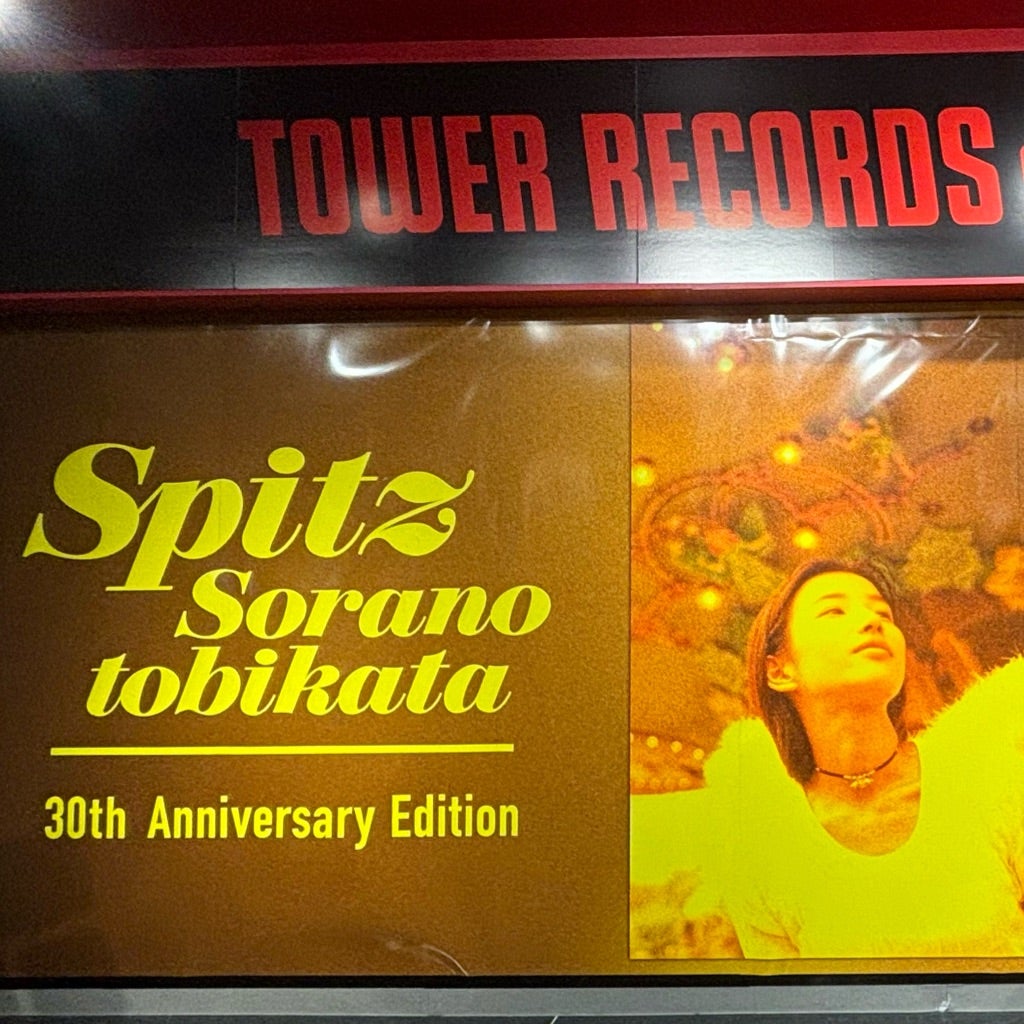 TOWER RECORDS
Spitz
Sorano
tobikata
30th Anniversary Edition